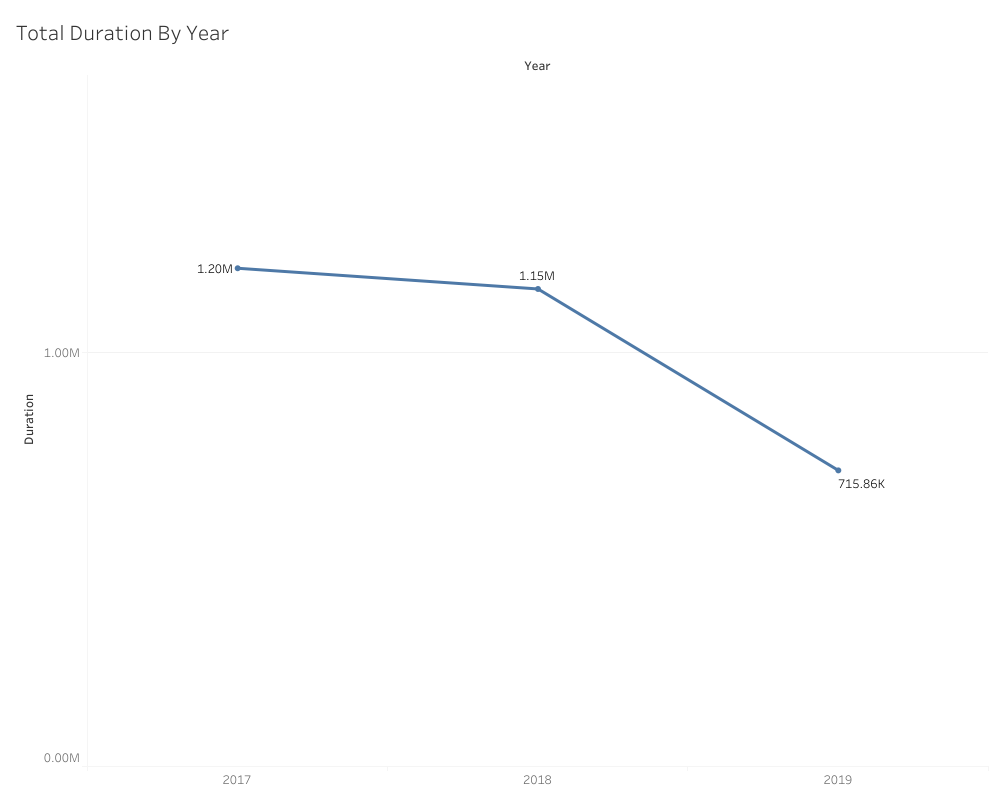 Total Duration By Year
Year
1.20M
1.15M
1.00M
Duration
715.86K
0.00M
2017
2018
2019